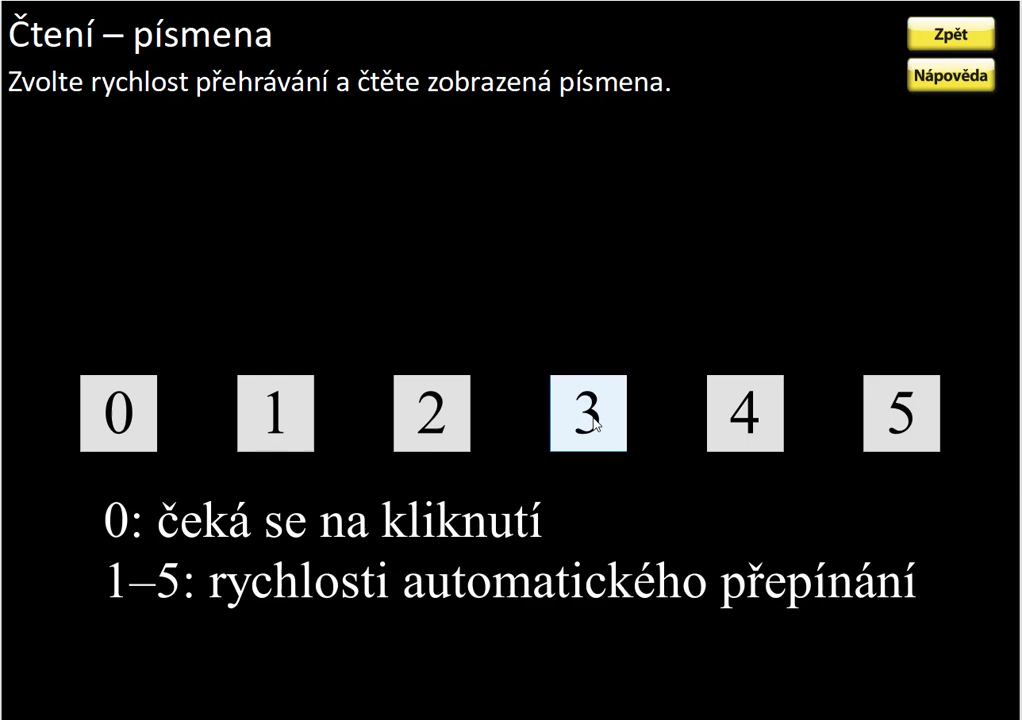 Čtení – písmena
Zpět
Zvolte rychlost přehrávání a čtěte zobrazená písmena.
Nápověda
0 1 2 3 4 5
0: čeká se na kliknutí
1–5: rychlosti automatického přepínání